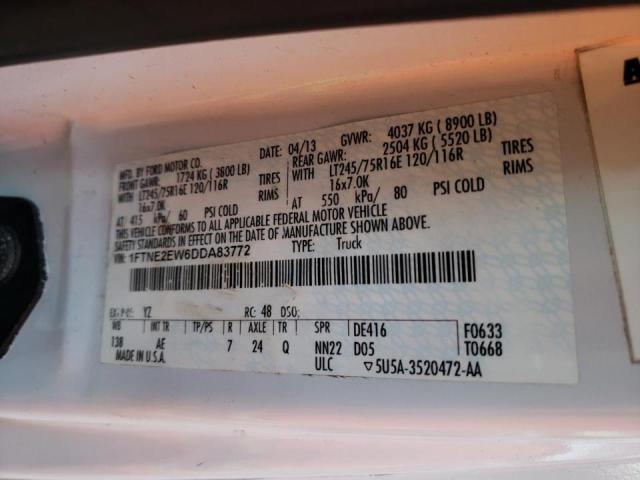 MFD. BY FORD MOTOR CO.
DATE: 04/13 GVWR: 4037 KG ( 8900 LB)
FRONT GAWR: 1724 KG ( 3800 LB) REAR GAWR: 2504 KG ( 5520 LB)
WITH LT245/75R16E 120/116R TIRES WITH LT245/75R16E 120/116R TIRES
16x7.0K RIMS 16x7.0K RIMS
AT 415 kPa/ 60 PSI COLD AT 550 kPa/ 80 PSI COLD
THIS VEHICLE CONFORMS TO ALL APPLICABLE FEDERAL MOTOR VEHICLE
SAFETY STANDARDS IN EFFECT ON THE DATE OF MANUFACTURE SHOWN ABOVE.
VIN: 1FTNE2EW6DDA83772 TYPE: Truck
YZ RC: 48 DSO:
WB INT TR TP/PS R AXLE TR SPR DE416 F0633
138 AE 7 24 Q NN22 D05 T0668
MADE IN U.S.A. ULC ▽5U5A-3520472-AA